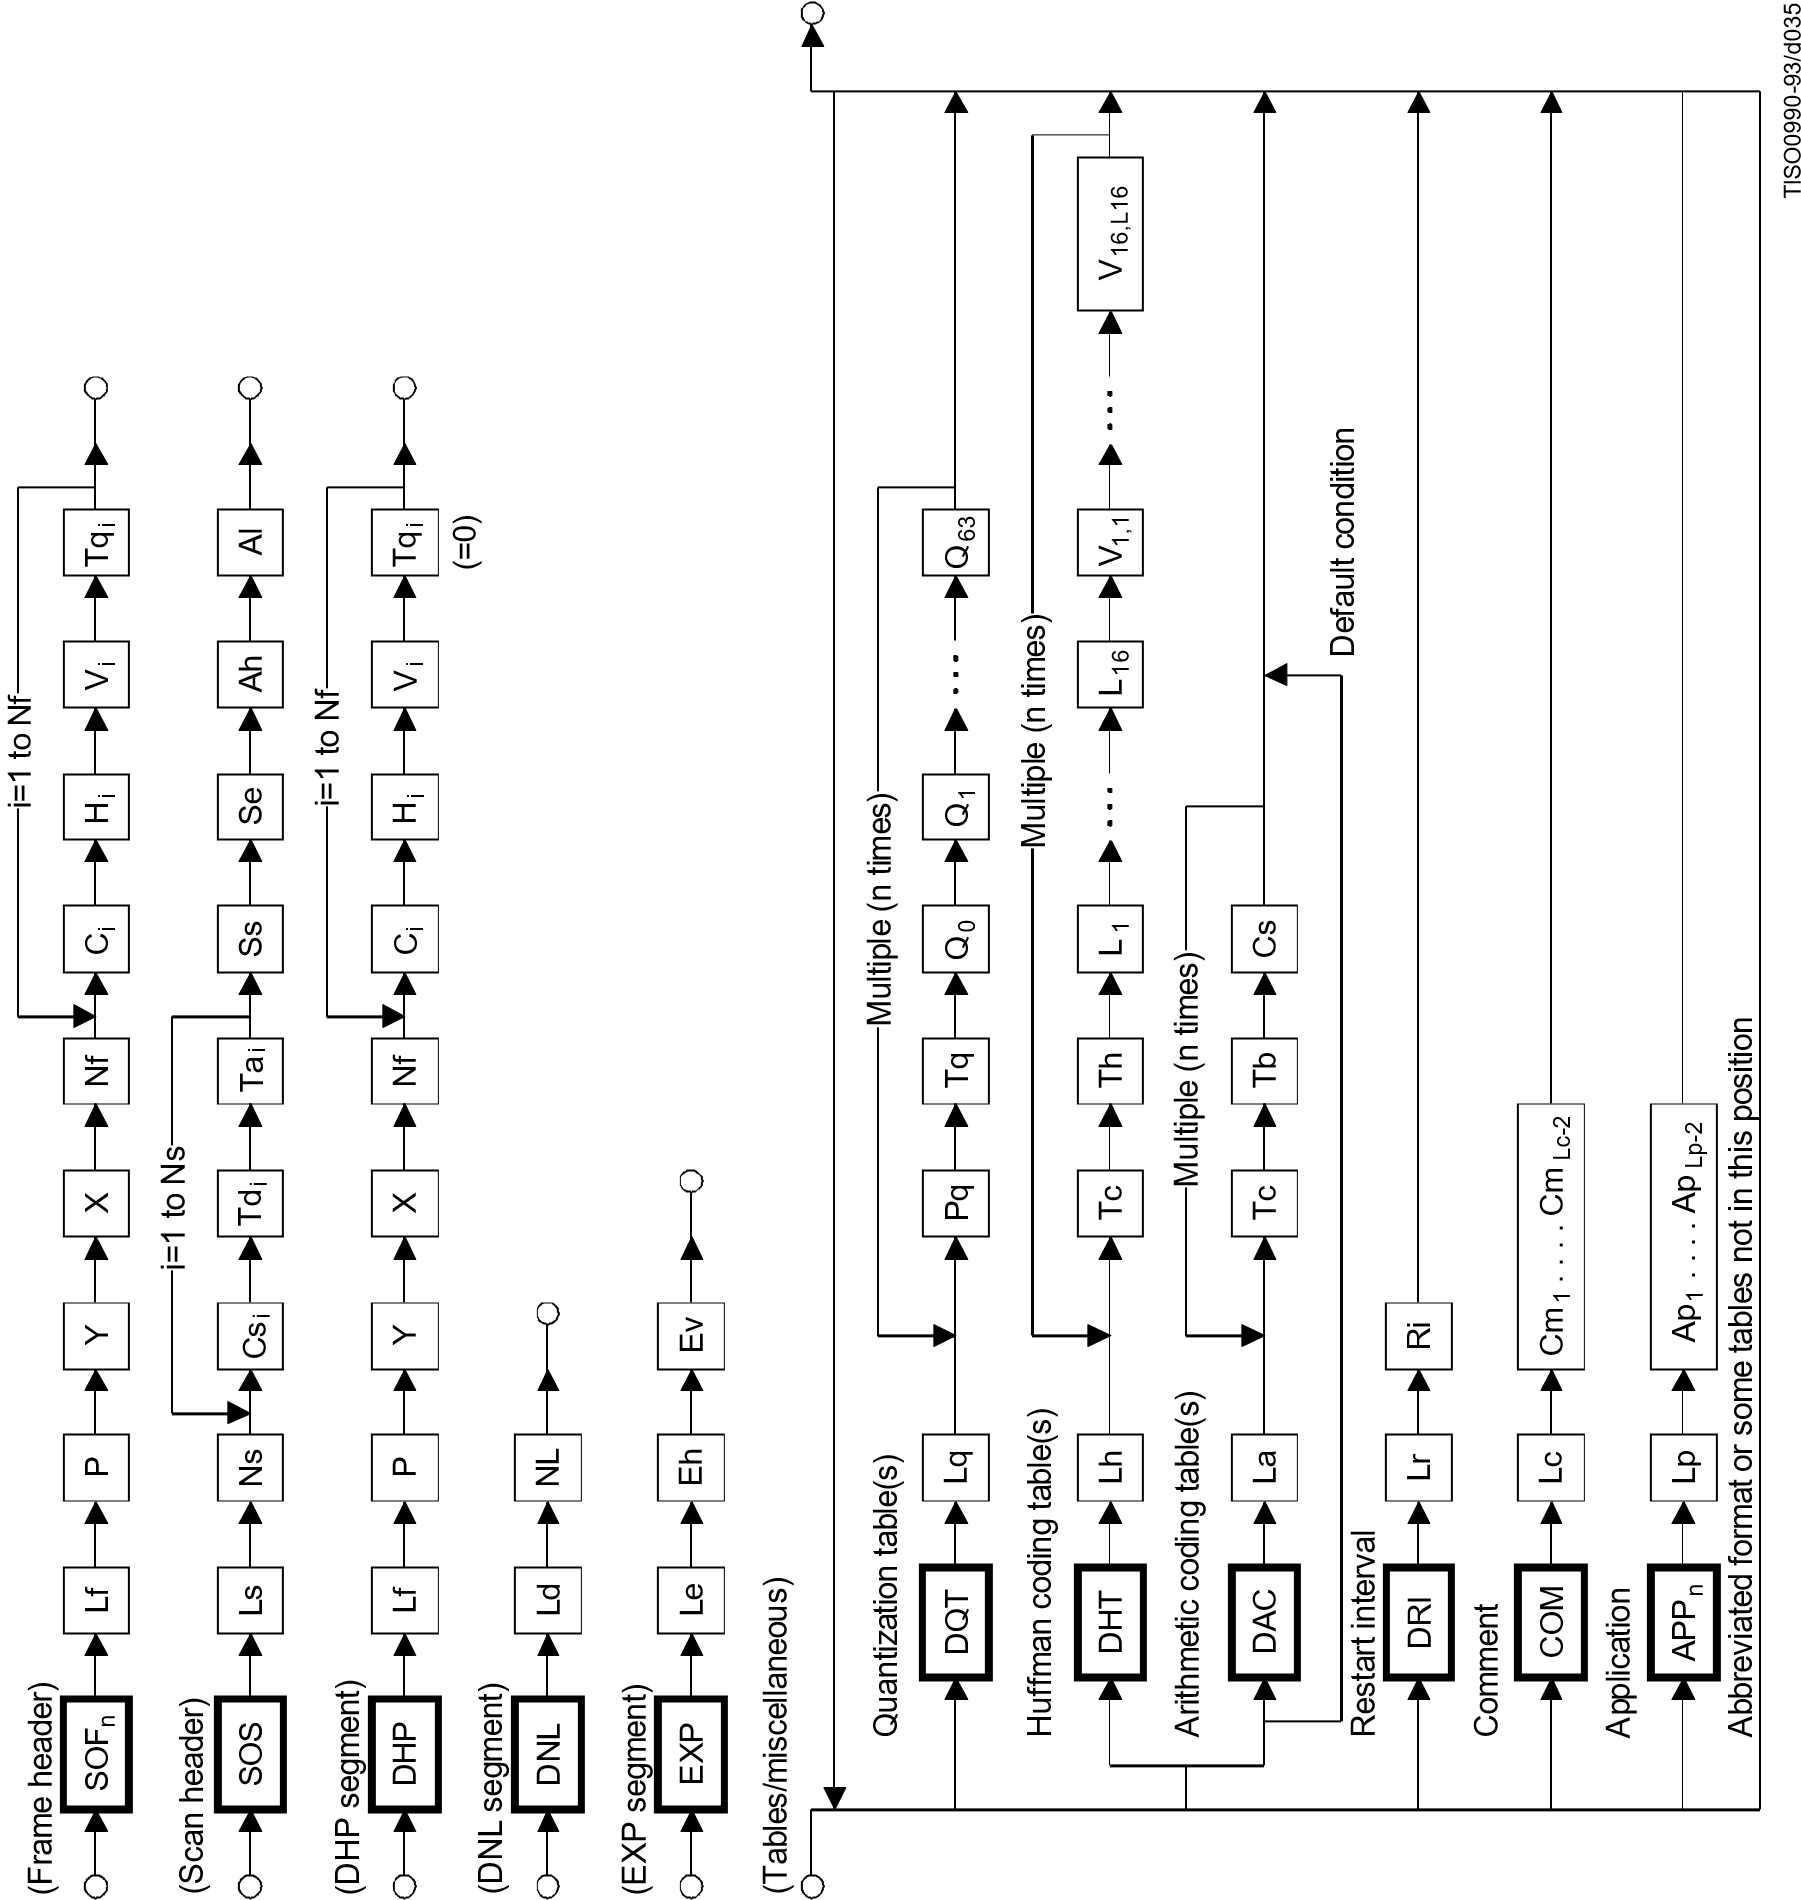 (Frame header)
SOFn Lf P Y X Nf Ci Hi Vi Tqi
i=1 to Nf
(Scan header)
SOS Ls Ns Csi Tdi Tai Ss Se Ah Al
i=1 to Ns
(DHP segment)
DHP Lf P Y X Nf Ci Hi Vi Tqi
i=1 to Nf
(=0)
(DNL segment)
DNL Ld NL
(EXP segment)
EXP Le Eh Ev
(Tables/miscellaneous)
Quantization table(s)
Multiple (n times)
DQT Lq Pq Tq Q0 Q1 ... Q63
Huffman coding table(s)
Multiple (n times)
DHT Lh Tc Th L1 ... L16 V1,1 ... V16,L16
Arithmetic coding table(s)
Multiple (n times)
DAC La Tc Tb Cs
Default condition
Restart interval
DRI Lr Ri
Comment
COM Lc Cm1 . . . . Cm Lc-2
Application
APPn Lp Ap1 . . . . Ap Lp-2
Abbreviated format or some tables not in this position
TISO0990-93/d035